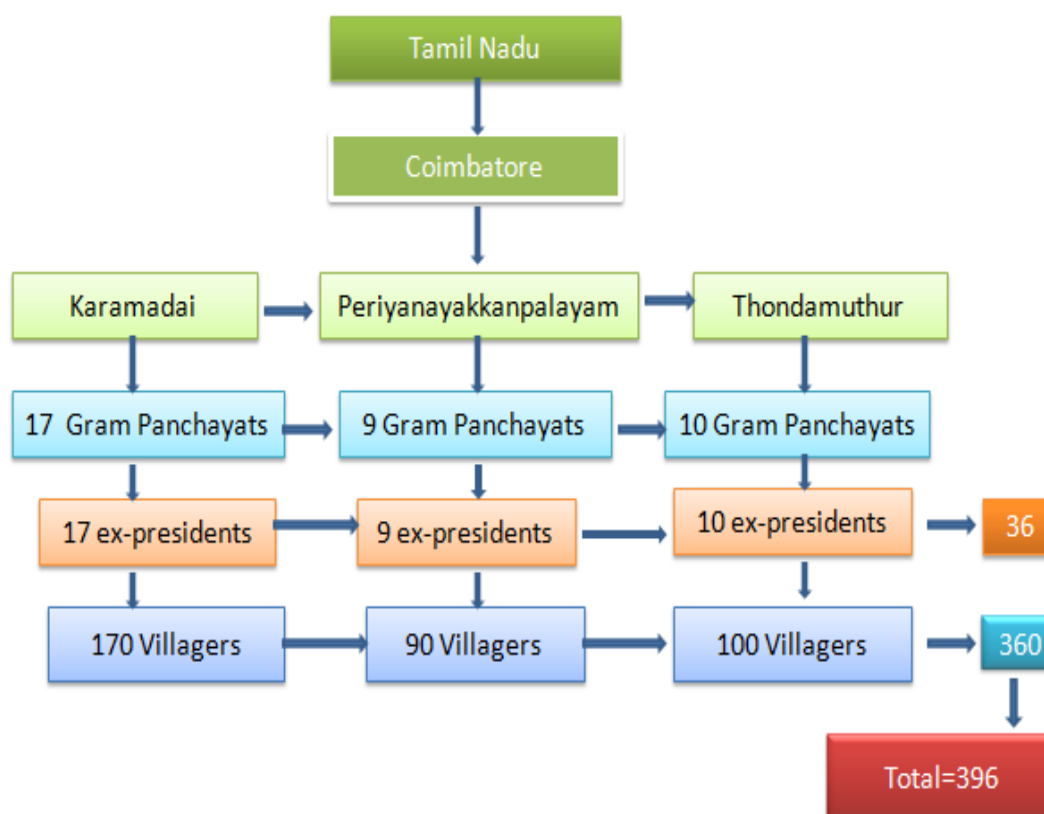 Tamil Nadu
Coimbatore
Karamadai
Periyanayakkanpalayam
Thondamuthur
17 Gram Panchayats
9 Gram Panchayats
10 Gram Panchayats
17 ex-presidents
9 ex-presidents
10 ex-presidents
36
170 Villagers
90 Villagers
100 Villagers
360
Total=396